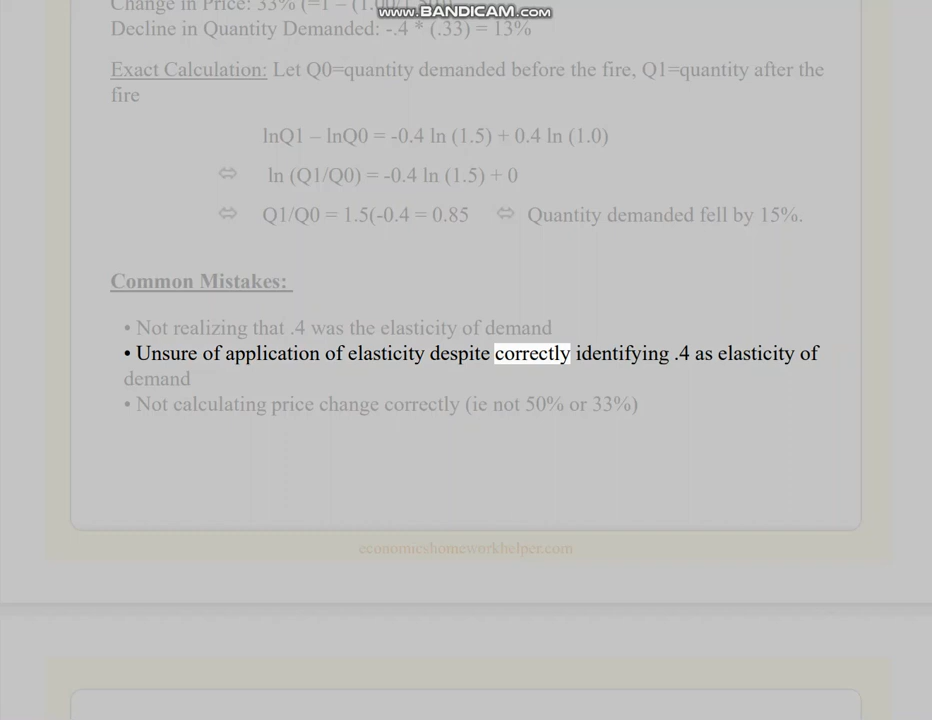 Change in Price: 33% (=1 – (1.00/1.50))
www.BANDICAM.com
Decline in Quantity Demanded: -.4 * (.33) = 13%
Exact Calculation: Let Q0=quantity demanded before the fire, Q1=quantity after the
fire
lnQ1 – lnQ0 = -0.4 ln (1.5) + 0.4 ln (1.0)
⇔ ln (Q1/Q0) = -0.4 ln (1.5) + 0
⇔ Q1/Q0 = 1.5(-0.4 = 0.85 ⇔ Quantity demanded fell by 15%.
Common Mistakes:
• Not realizing that .4 was the elasticity of demand
• Unsure of application of elasticity despite correctly identifying .4 as elasticity of
demand
• Not calculating price change correctly (ie not 50% or 33%)
economicshomeworkhelper.com